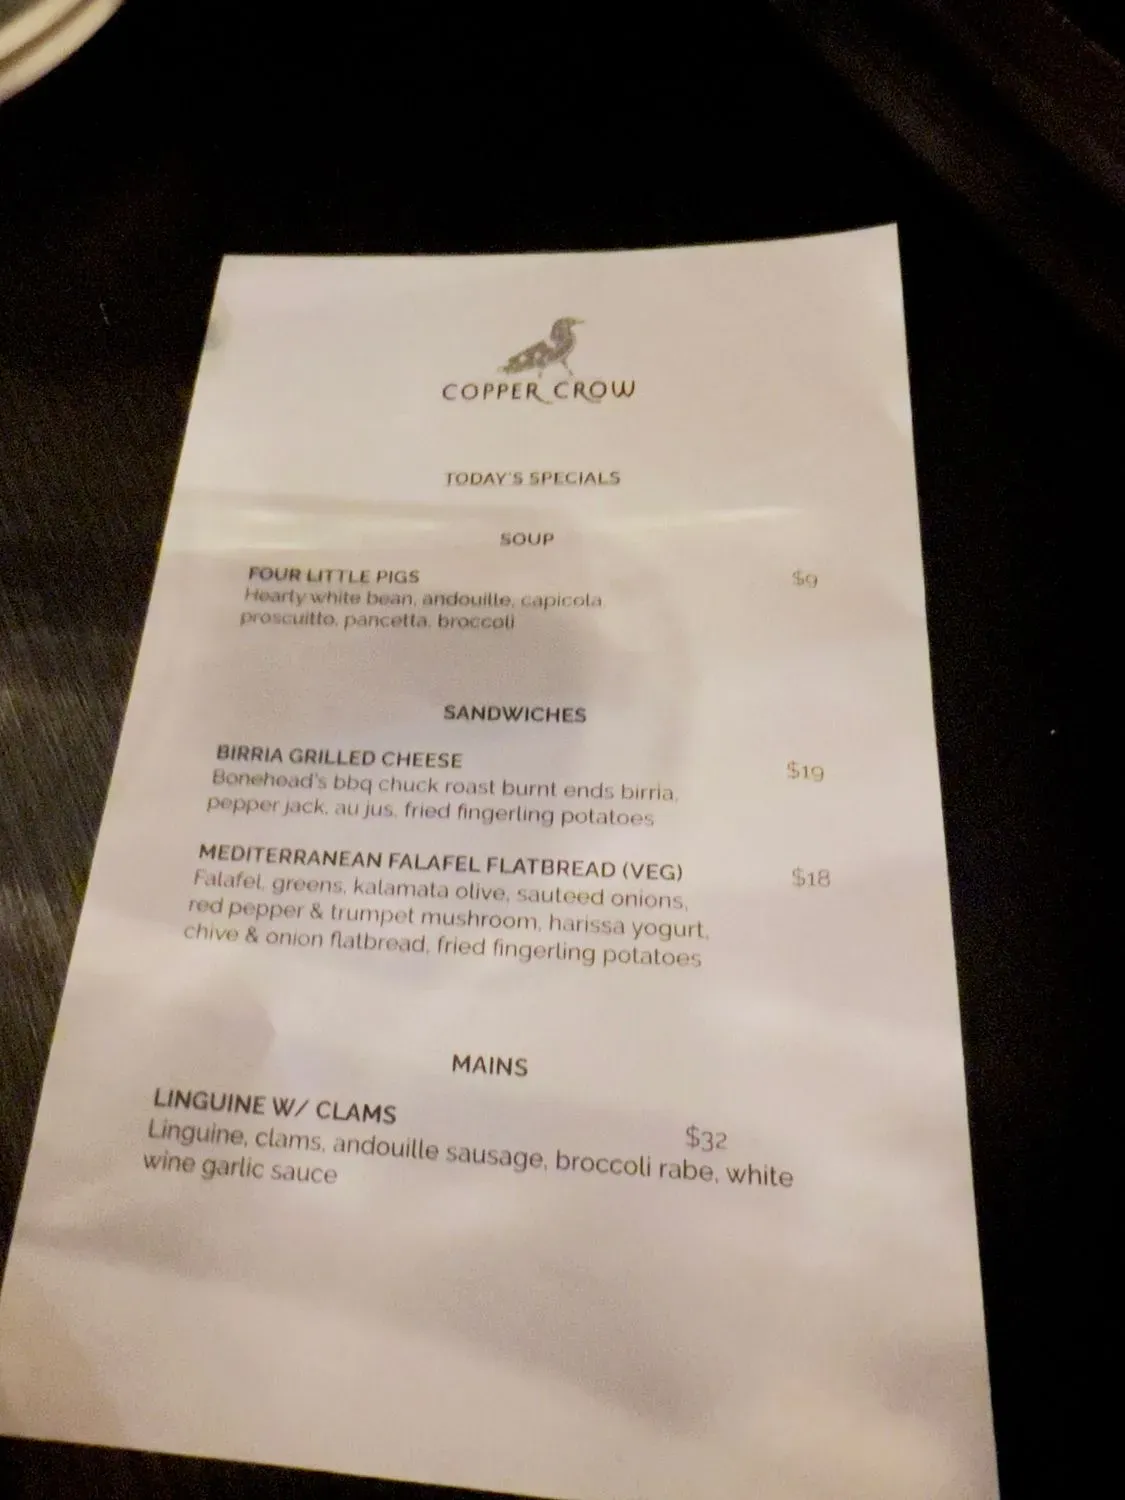 COPPER CROW
TODAY'S SPECIALS
SOUP
FOUR LITTLE PIGS $9
Hearty white bean, andouille, capicola
proscuitto, pancetta, broccoli
SANDWICHES
BIRRIA GRILLED CHEESE $19
Bonehead's bbq chuck roast burnt ends birria,
pepper jack, au jus, fried fingerling potatoes
MEDITERRANEAN FALAFEL FLATBREAD (VEG) $18
Falafel, greens, kalamata olive, sauteed onions,
red pepper & trumpet mushroom, harissa yogurt,
chive & onion flatbread, fried fingerling potatoes
MAINS
LINGUINE W/ CLAMS $32
Linguine, clams, andouille sausage, broccoli rabe, white
wine garlic sauce